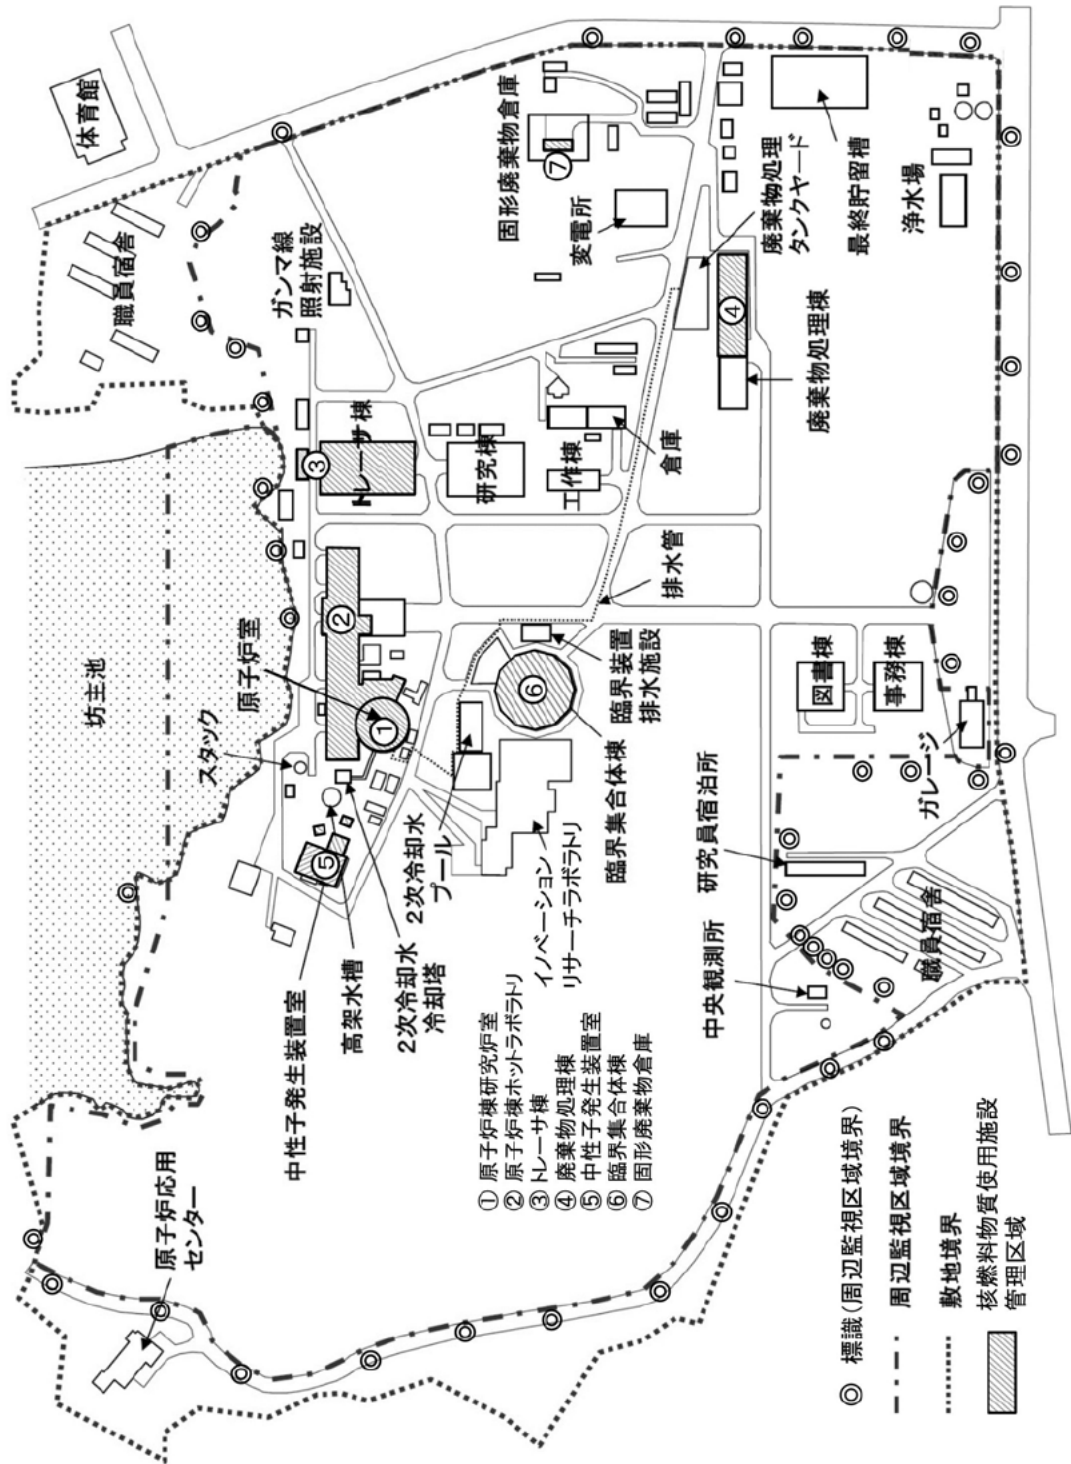 体育館
職員宿舎
ガンマ線
照射施設
固形廃棄物倉庫
⑦
変電所
廃棄物処理
タンクヤード
最終貯留槽
浄水場
④
廃棄物処理棟
③
トレーサ棟
研究棟
工作棟
倉庫
排水管
坊主池
スタック
原子炉室
②
①
⑥
臨界装置
排水施設
臨界集合体棟
図書棟
事務棟
ガレージ
⑤
2次冷却水
プール
イノベーション
リサーチラボラトリ
研究員宿泊所
中央観測所
職員宿舎
中性子発生装置室
高架水槽
2次冷却水
冷却塔
原子炉応用
センター
① 原子炉棟研究炉室
② 原子炉棟ホットラボラトリ
③ トレーサ棟
④ 廃棄物処理棟
⑤ 中性子発生装置室
⑥ 臨界集合体棟
⑦ 固形廃棄物倉庫
標識(周辺監視区域境界)
周辺監視区域境界
敷地境界
核燃料物質使用施設
管理区域